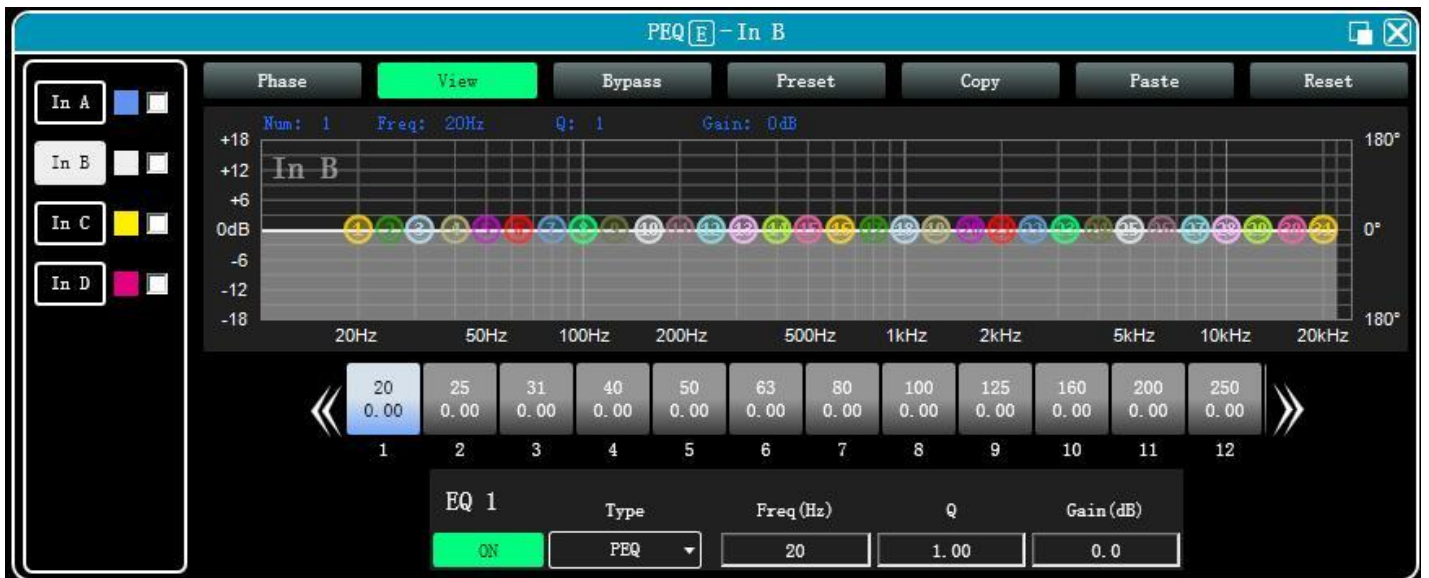 PEQ E - In B
Phase View Bypass Preset Copy Paste Reset
In A
In B
In C
In D
Num: 1 Freq: 20Hz Q: 1 Gain: 0dB
+18 180°
In B
+12
+6
0dB 0°
-6
-12
-18 180°
20Hz 50Hz 100Hz 200Hz 500Hz 1kHz 2kHz 5kHz 10kHz 20kHz
20 25 31 40 50 63 80 100 125 160 200 250
0.00 0.00 0.00 0.00 0.00 0.00 0.00 0.00 0.00 0.00 0.00 0.00
1 2 3 4 5 6 7 8 9 10 11 12
EQ 1 Type Freq(Hz) Q Gain(dB)
ON PEQ 20 1.00 0.0